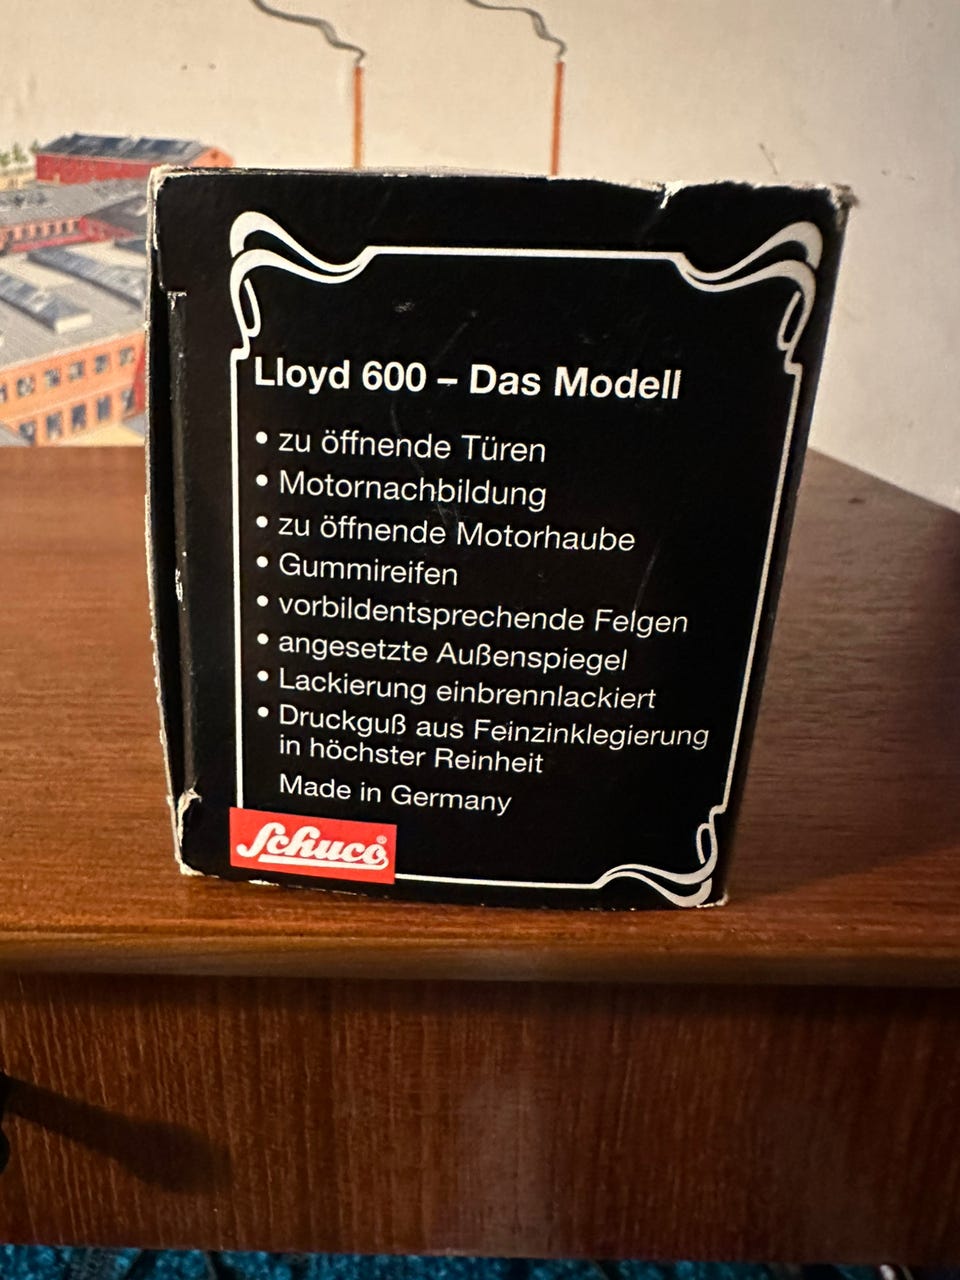 Lloyd 600 – Das Modell
• zu öffnende Türen
• Motornachbildung
• zu öffnende Motorhaube
• Gummireifen
• vorbildentsprechende Felgen
• angesetzte Außenspiegel
• Lackierung einbrennlackiert
• Druckguß aus Feinzinklegierung
in höchster Reinheit
Made in Germany
Schuco®